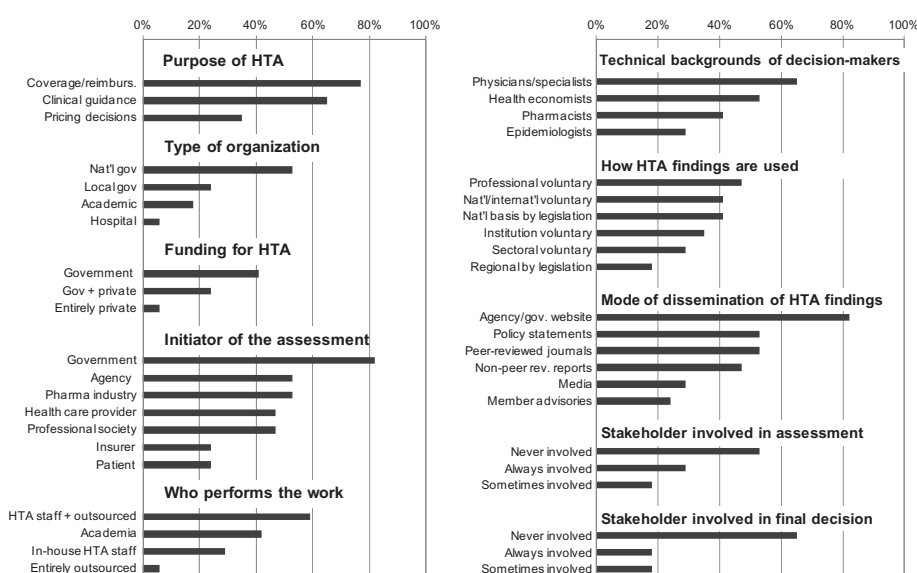 0% 20% 40% 60% 80% 100%
Purpose of HTA
Coverage/reimburs.
Clinical guidance
Pricing decisions
Type of organization
Nat'l gov
Local gov
Academic
Hospital
Funding for HTA
Government
Gov + private
Entirely private
Initiator of the assessment
Government
Agency
Pharma industry
Health care provider
Professional society
Insurer
Patient
Who performs the work
HTA staff + outsourced
Academia
In-house HTA staff
Entirely outsourced
0% 20% 40% 60% 80% 100%
Technical backgrounds of decision-makers
Physicians/specialists
Health economists
Pharmacists
Epidemiologists
How HTA findings are used
Professional voluntary
Nat'l/internat'l voluntary
Nat'l basis by legislation
Institution voluntary
Sectoral voluntary
Regional by legislation
Mode of dissemination of HTA findings
Agency/gov. website
Policy statements
Peer-reviewed journals
Non-peer rev. reports
Media
Member advisories
Stakeholder involved in assessment
Never involved
Always involved
Sometimes involved
Stakeholder involved in final decision
Never involved
Always involved
Sometimes involved